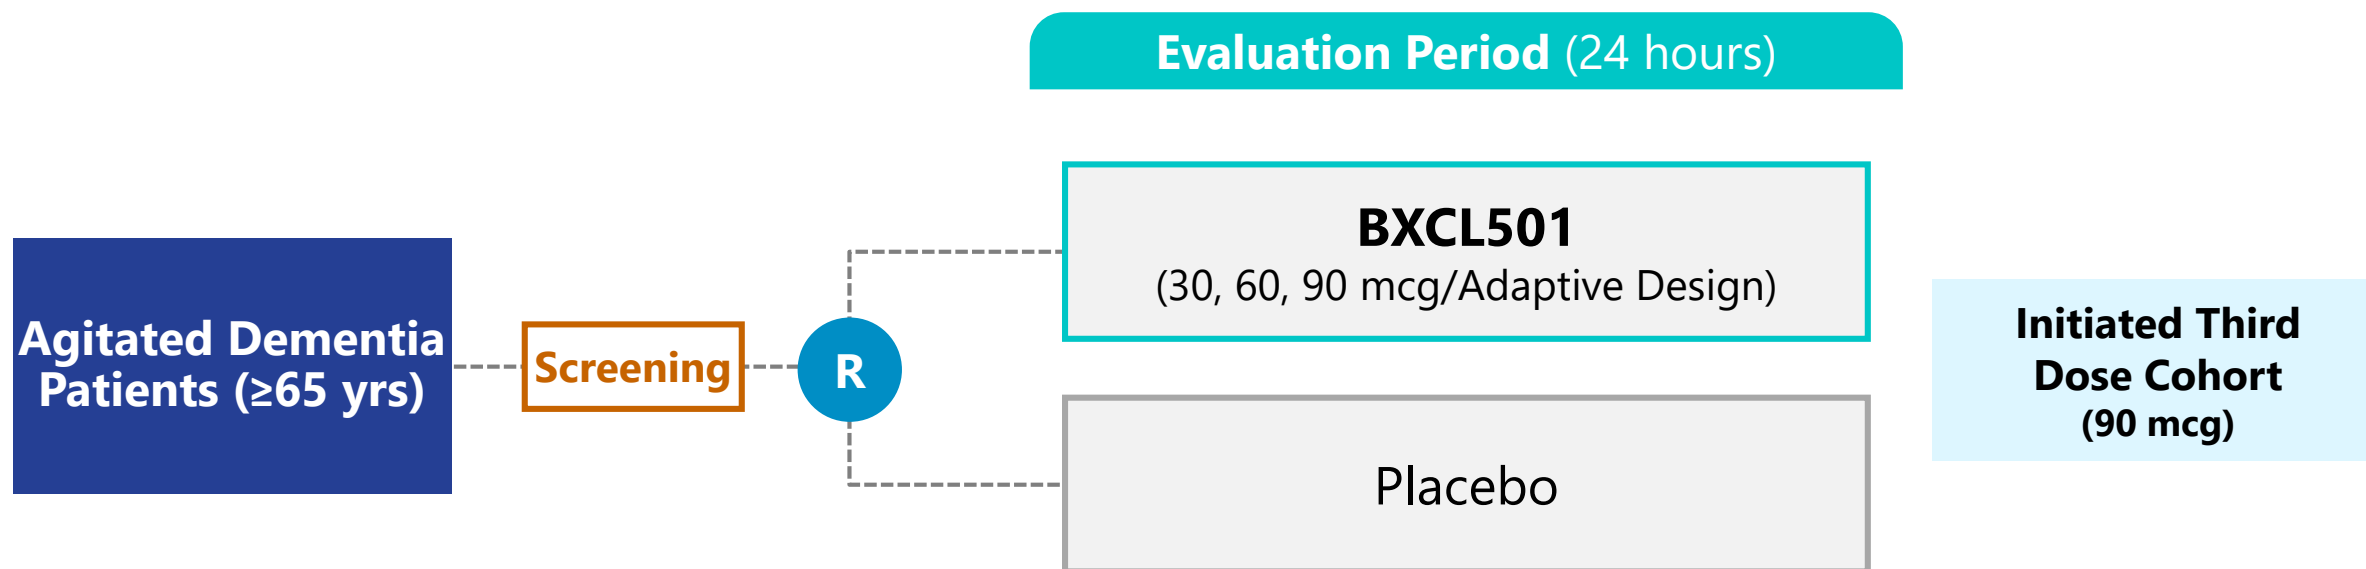 Evaluation Period (24 hours)
Agitated Dementia
Patients (≥65 yrs)
Screening
R
BXCL501
(30, 60, 90 mcg/Adaptive Design)
Placebo
Initiated Third
Dose Cohort
(90 mcg)